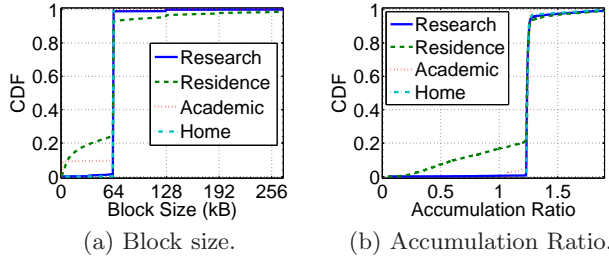 1
0.8
0.6
0.4
0.2
0
CDF
Research
Residence
Academic
Home
0 64 128 192 256
Block Size (kB)
(a) Block size.
1
0.8
0.6
0.4
0.2
0
CDF
Research
Residence
Academic
Home
0 0.5 1 1.5
Accumulation Ratio
(b) Accumulation Ratio.